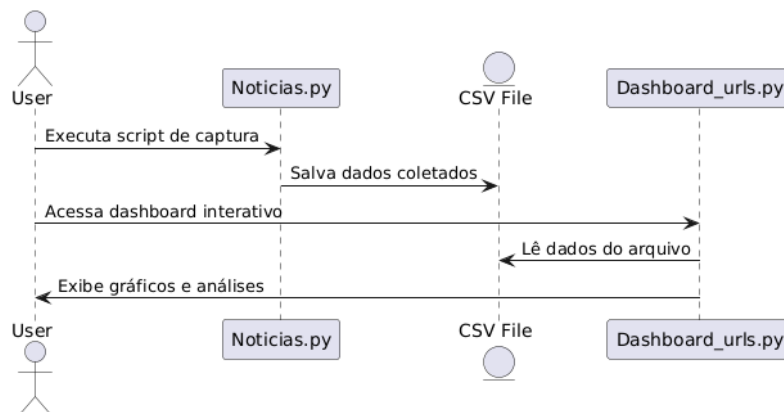 User
Noticias.py
CSV File
Dashboard_urls.py
Executa script de captura
Salva dados coletados
Acessa dashboard interativo
Lê dados do arquivo
Exibe gráficos e análises
User
Noticias.py
CSV File
Dashboard_urls.py